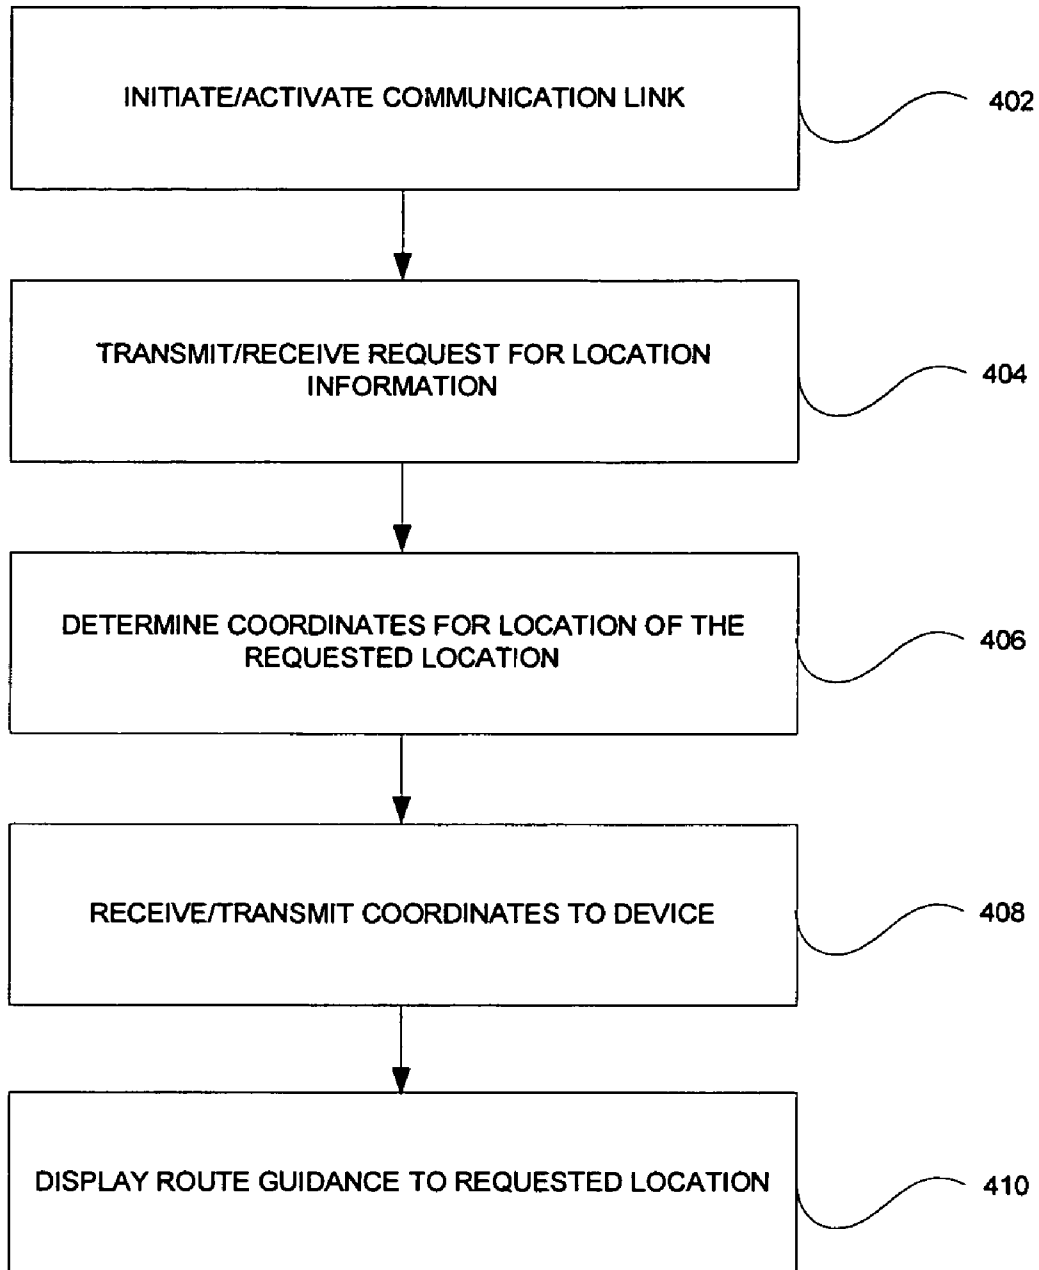 INITIATE/ACTIVATE COMMUNICATION LINK
402
TRANSMIT/RECEIVE REQUEST FOR LOCATION
INFORMATION
404
DETERMINE COORDINATES FOR LOCATION OF THE
REQUESTED LOCATION
406
RECEIVE/TRANSMIT COORDINATES TO DEVICE
408
DISPLAY ROUTE GUIDANCE TO REQUESTED LOCATION
410